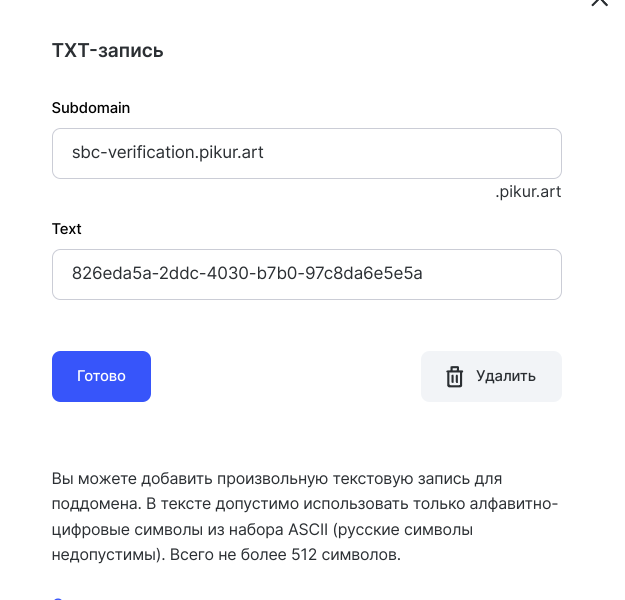 ТХТ-запись
Subdomain
sbc-verification.pikur.art
.pikur.art
Text
826eda5a-2ddc-4030-b7b0-97c8da6e5e5a
Готово
Удалить
Вы можете добавить произвольную текстовую запись для
поддомена. В тексте допустимо использовать только алфавитно-
цифровые символы из набора ASCII (русские символы
недопустимы). Всего не более 512 символов.